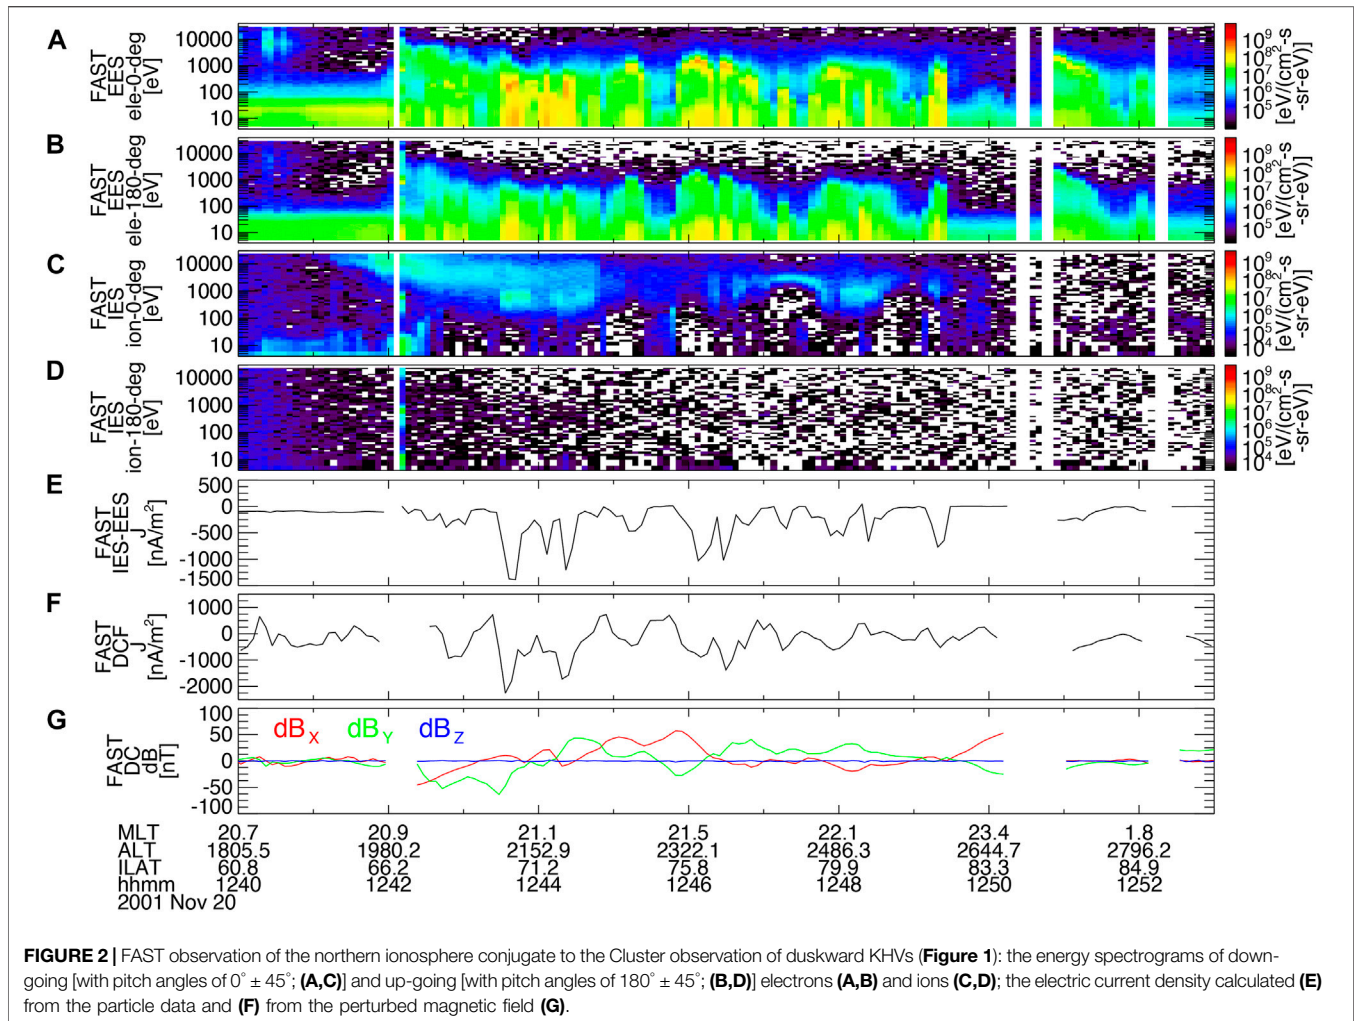 A
FAST
EES
ele-0-deg
[eV]
10000
1000
100
10
10⁹
10⁸
10⁷
10⁶
10⁵
[eV/(cm²-s
-sr-eV)]
B
FAST
EES
ele-180-deg
[eV]
10000
1000
100
10
10⁹
10⁸
10⁷
10⁶
10⁵
[eV/(cm²-s
-sr-eV)]
C
FAST
IES
ion-0-deg
[eV]
10000
1000
100
10
10⁹
10⁸
10⁷
10⁶
10⁵
10⁴
[eV/(cm²-s
-sr-eV)]
D
FAST
IES
ion-180-deg
[eV]
10000
1000
100
10
10⁹
10⁸
10⁷
10⁶
10⁵
10⁴
[eV/(cm²-s
-sr-eV)]
E
FAST
IES-EES
J
[nA/m²]
500
0
-500
-1000
-1500
F
FAST
DCF
J
[nA/m²]
1000
0
-1000
-2000
G
FAST
DC
dB
[nT]
100
50
0
-50
-100
dBX dBY dBZ
MLT 20.7 20.9 21.1 21.5 22.1 23.4 1.8
ALT 1805.5 1980.2 2152.9 2322.1 2486.3 2644.7 2796.2
ILAT 60.8 66.2 71.2 75.8 79.9 83.3 84.9
hhmm 1240 1242 1244 1246 1248 1250 1252
2001 Nov 20
FIGURE 2 | FAST observation of the northern ionosphere conjugate to the Cluster observation of duskward KHVs (Figure 1): the energy spectrograms of down-
going [with pitch angles of 0° ± 45°; (A,C)] and up-going [with pitch angles of 180° ± 45°; (B,D)] electrons (A,B) and ions (C,D); the electric current density calculated (E)
from the particle data and (F) from the perturbed magnetic field (G).